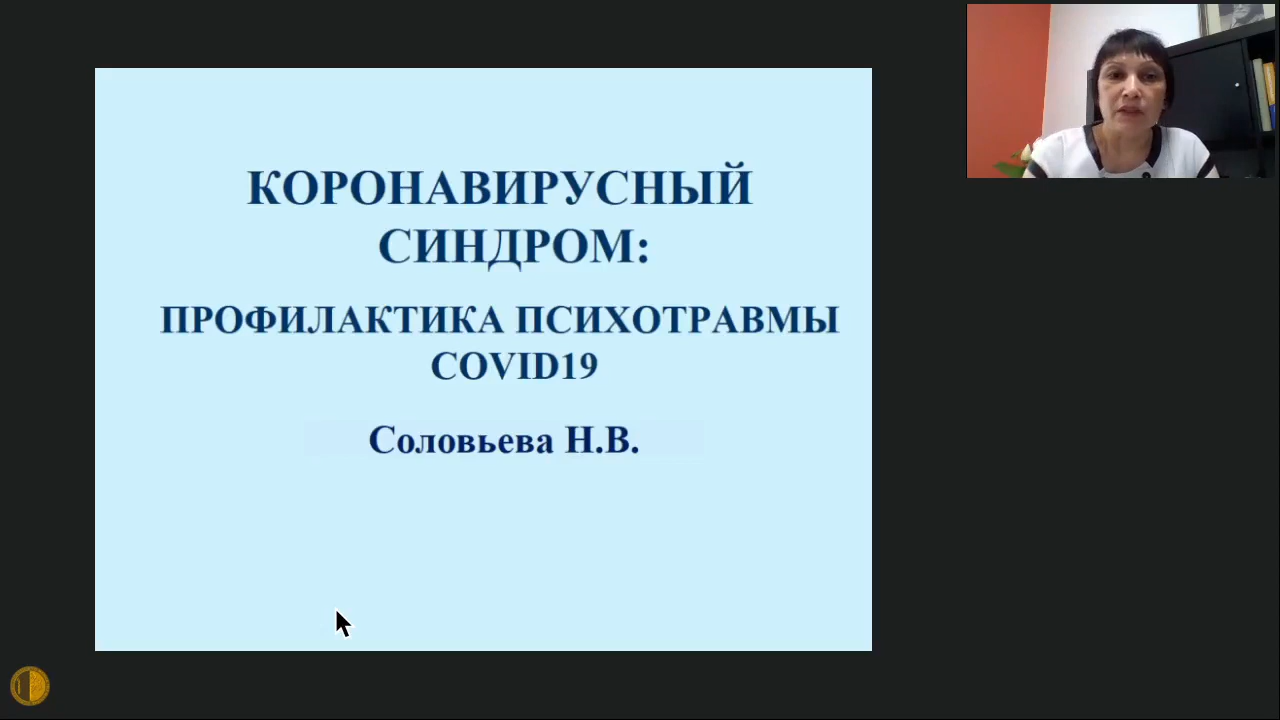 КОРОНАВИРУСНЫЙ
СИНДРОМ:
ПРОФИЛАКТИКА ПСИХОТРАВМЫ
COVID19
Соловьева Н.В.